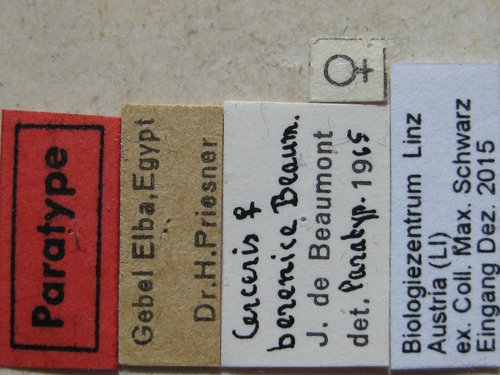 Paratype
Gebel Elba, Egypt
Dr. H. Priesner
♀
Cerceris ♀
berenice Beaum.
J. de Beaumont
det. Paratyp. 1965
Biologiezentrum Linz
Austria (LI)
ex. Coll. Max. Schwarz
Eingang Dez. 2015